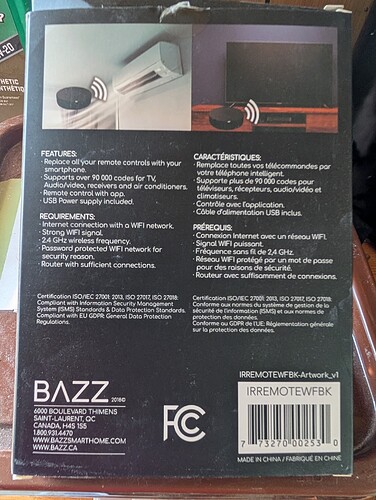 FEATURES:
· Replace all your remote controls with your
smartphone.
· Supports over 90 000 codes for TV,
Audio/video, receivers and air conditioners.
· Remote control with app.
· USB Power supply included.
REQUIREMENTS:
· Internet connection with a WIFI network.
· Strong WIFI signal.
· 2.4 GHz wireless frequency.
· Password protected WIFI network for
security reason.
· Router with sufficient connections.
Certification ISO/IEC 27001: 2013, ISO 27017, ISO 27018:
Compliant with Information Security Management
System (ISMS) Standards & Data Protection Standards.
Compliant with EU GDPR: General Data Protection
Regulations.
CARACTÉRISTIQUES:
· Remplace toutes vos télécommandes par
votre téléphone intelligent.
· Supporte plus de 90 000 codes pour
téléviseurs, récepteurs, audio/vidéo et
climatiseurs.
· Contrôle avec l'application.
· Câble d'alimentation USB inclus.
PRÉREQUIS:
· Connexion Internet avec un réseau WIFI.
· Signal WIFI puissant.
· Fréquence sans fil de 2,4 GHz.
· Réseau WIFI protégé par un mot de passe
pour des raisons de sécurité.
· Routeur avec suffisamment de connexions.
Certification ISO/IEC 27001: 2013, ISO 27017, ISO 27018:
Conforme aux normes du système de gestion de la
sécurité de l'information (ISMS) et aux normes de
protection des données.
Conforme au GDPR de l'UE: Réglementation générale
sur la protection des données.
BAZZ 2018©
6000 BOULEVARD THIMENS
SAINT-LAURENT, QC
CANADA, H4S 1S5
1.800.931.4470
WWW.BAZZSMARTHOME.COM
WWW.BAZZ.CA
FC
IRREMOTEWFBK-Artwork_v1
IRREMOTEWFBK
7 73270 00253 0
MADE IN CHINA / FABRIQUÉ EN CHINE